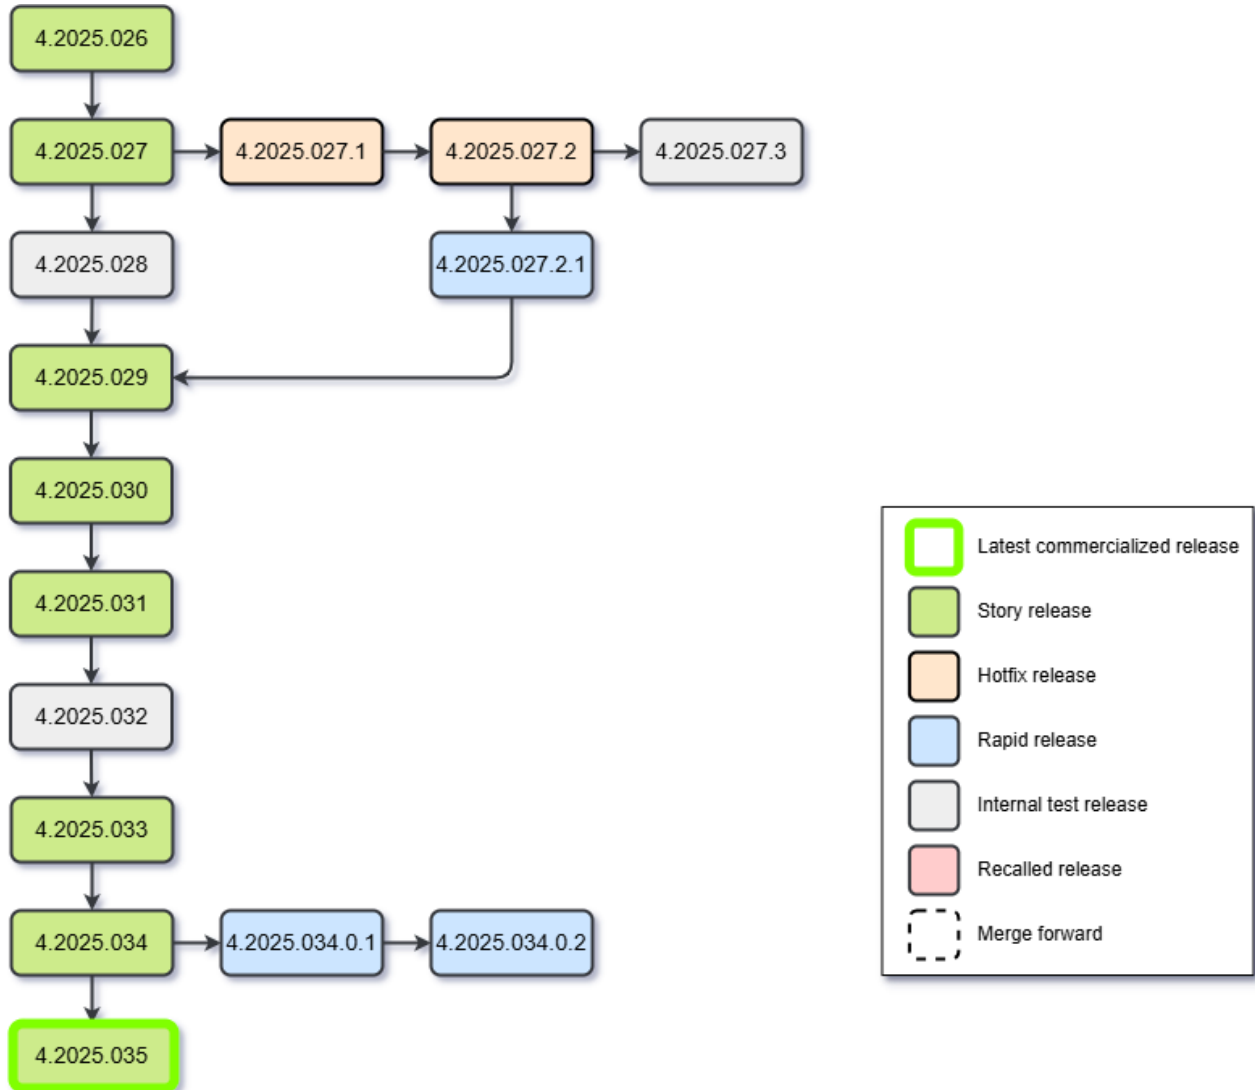 4.2025.026
4.2025.027
4.2025.027.1
4.2025.027.2
4.2025.027.3
4.2025.028
4.2025.027.2.1
4.2025.029
4.2025.030
4.2025.031
4.2025.032
4.2025.033
4.2025.034
4.2025.034.0.1
4.2025.034.0.2
4.2025.035
Latest commercialized release
Story release
Hotfix release
Rapid release
Internal test release
Recalled release
Merge forward